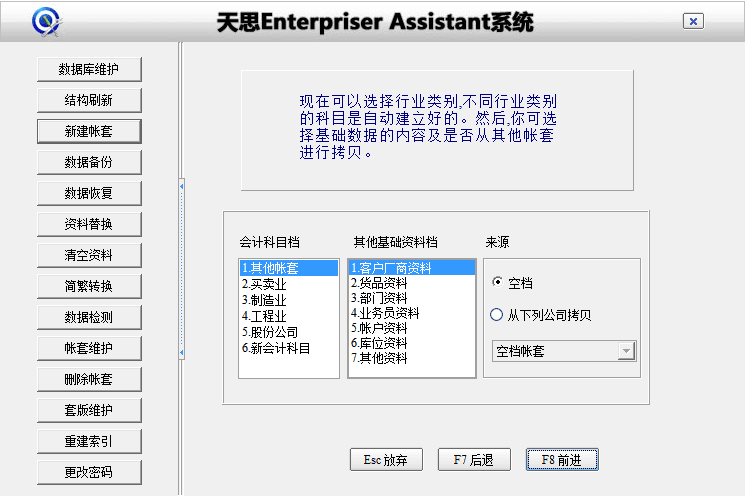 天思Enterpriser Assistant系统
数据库维护
结构刷新
新建帐套
数据备份
数据恢复
资料替换
清空资料
简繁转换
数据检测
帐套维护
删除帐套
套版维护
重建索引
更改密码
现在可以选择行业类别,不同行业类别
的科目是自动建立好的。然后,你可选
择基础数据的内容及是否从其他帐套
进行拷贝。
会计科目档
1.其他帐套
2.买卖业
3.制造业
4.工程业
5.股份公司
6.新会计科目
其他基础资料档
1.客户厂商资料
2.货品资料
3.部门资料
4.业务员资料
5.帐户资料
6.库位资料
7.其他资料
来源
空档
从下列公司拷贝
空档帐套
Esc 放弃
F7 后退
F8 前进